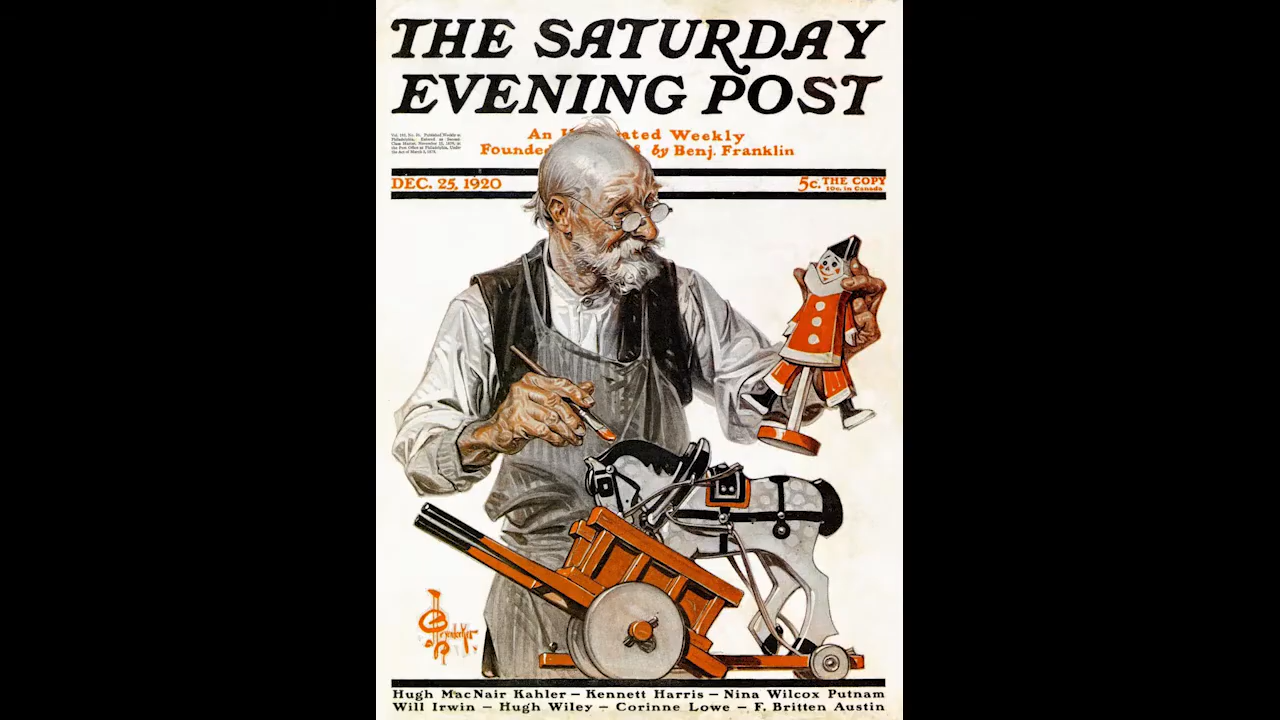 THE SATURDAY
EVENING POST
An ated Weekly
Founded by Benj. Franklin
DEC. 25, 1920
5c. THE COPY
10c. in Canada
Hugh MacNair Kahler – Kennett Harris – Nina Wilcox Putnam
Will Irwin – Hugh Wiley – Corinne Lowe – F. Britten Austin